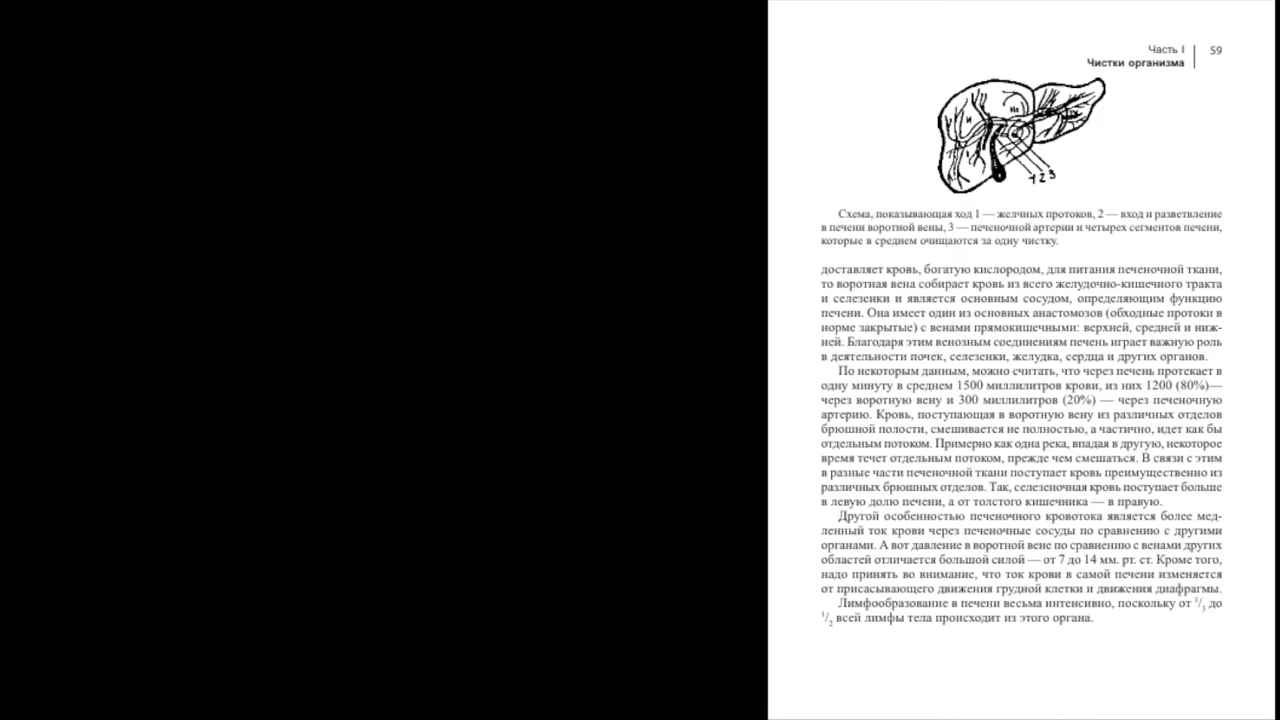 Часть I
59
Чистки организма
1 2 3
Схема, показывающая ход 1 — желчных протоков, 2 — вход и разветвление
в печени воротной вены, 3 — печеночной артерии и четырех сегментов печени,
которые в среднем очищаются за одну чистку.
доставляет кровь, богатую кислородом, для питания печеночной ткани,
то воротная вена собирает кровь из всего желудочно-кишечного тракта
и селезенки и является основным сосудом, определяющим функцию
печени. Она имеет один из основных анастомозов (обходные протоки в
норме закрытые) с венами прямокишечными: верхней, средней и ниж-
ней. Благодаря этим венозным соединениям печень играет важную роль
в деятельности почек, селезенки, желудка, сердца и других органов.
По некоторым данным, можно считать, что через печень протекает в
одну минуту в среднем 1500 миллилитров крови, из них 1200 (80%)—
через воротную вену и 300 миллилитров (20%) — через печеночную
артерию. Кровь, поступающая в воротную вену из различных отделов
брюшной полости, смешивается не полностью, а частично, идет как бы
отдельным потоком. Примерно как одна река, впадая в другую, некоторое
время течет отдельным потоком, прежде чем смешаться. В связи с этим
в разные части печеночной ткани поступает кровь преимущественно из
различных брюшных отделов. Так, селезеночная кровь поступает больше
в левую долю печени, а от толстого кишечника — в правую.
Другой особенностью печеночного кровотока является более мед-
ленный ток крови через печеночные сосуды по сравнению с другими
органами. А вот давление в воротной вене по сравнению с венами других
областей отличается большой силой — от 7 до 14 мм. рт. ст. Кроме того,
надо принять во внимание, что ток крови в самой печени изменяется
от присасывающего движения грудной клетки и движения диафрагмы.
Лимфообразование в печени весьма интенсивно, поскольку от 1/3 до
1/2 всей лимфы тела происходит из этого органа.